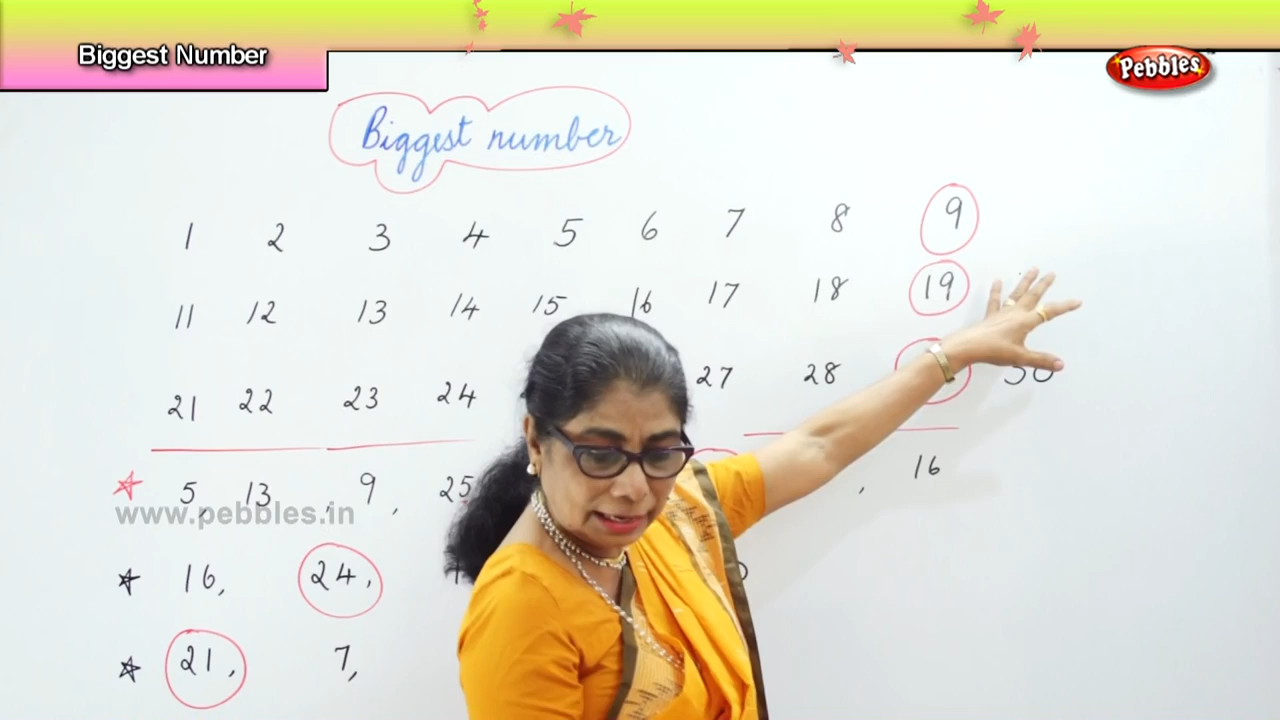 Biggest Number
Pebbles
Biggest number
1 2 3 4 5 6 7 8 9
11 12 13 14 15 16 17 18 19
21 22 23 24 27 28 30
5, 13, 9, 25 , 16
www.pebbles.in
16, 24,
21, 7,